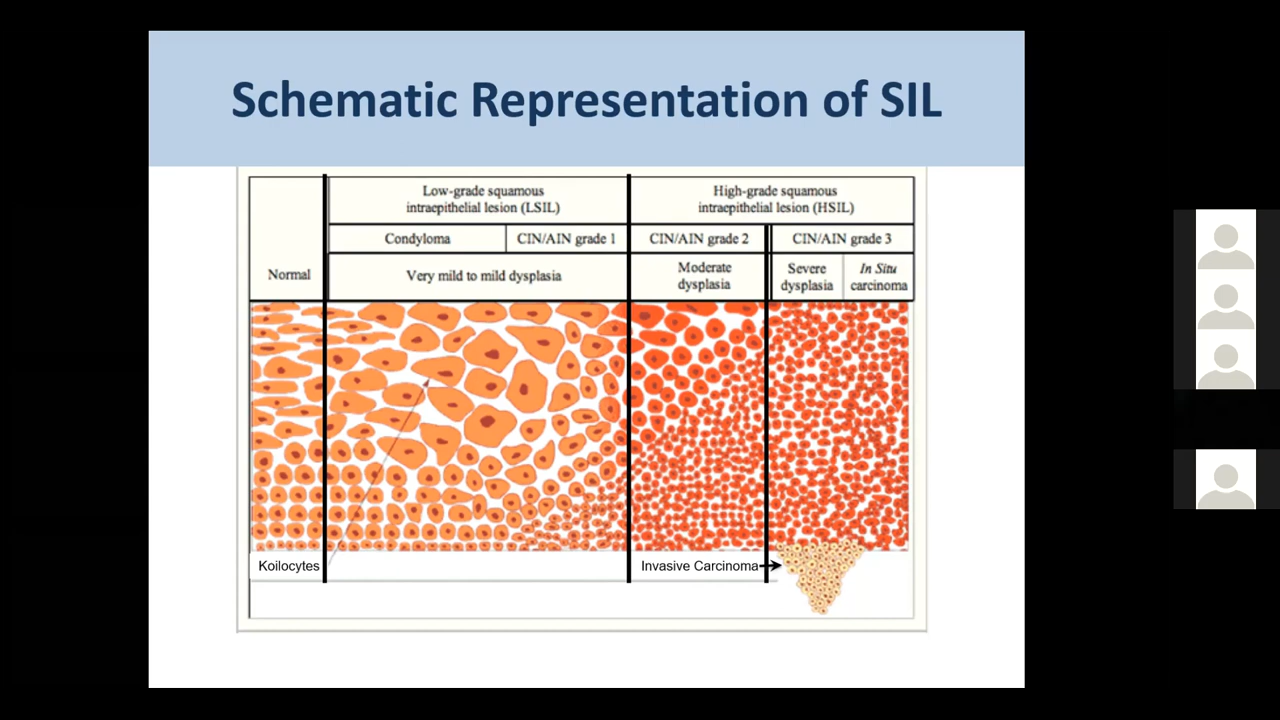 Schematic Representation of SIL
Low-grade squamous
intraepithelial lesion (LSIL)
High-grade squamous
intraepithelial lesion (HSIL)
Condyloma
CIN/AIN grade 1
CIN/AIN grade 2
CIN/AIN grade 3
Normal
Very mild to mild dysplasia
Moderate
dysplasia
Severe
dysplasia
In Situ
carcinoma
Koilocytes
Invasive Carcinoma